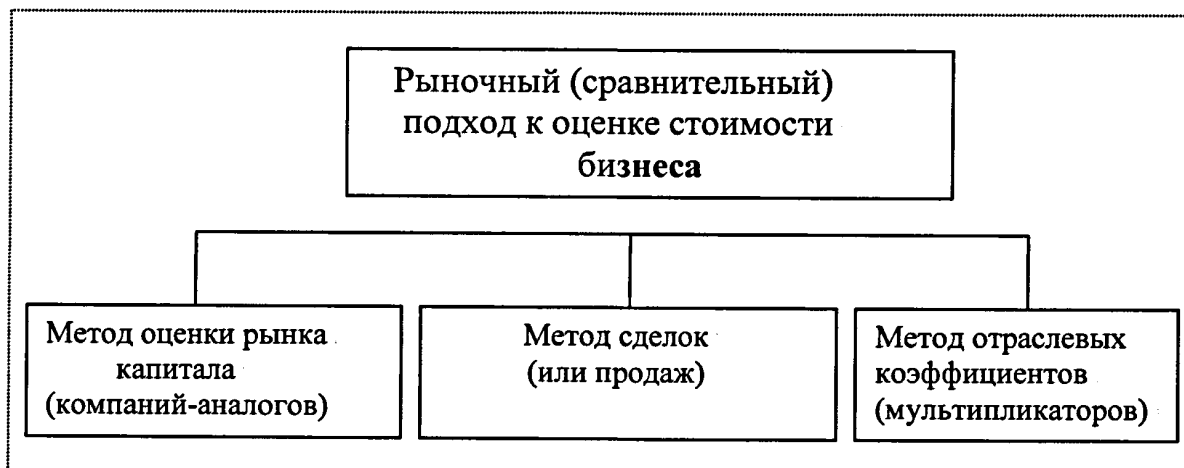 Рыночный (сравнительный)
подход к оценке стоимости
бизнеса
Метод оценки рынка
капитала
(компаний-аналогов)
Метод сделок
(или продаж)
Метод отраслевых
коэффициентов
(мультипликаторов)